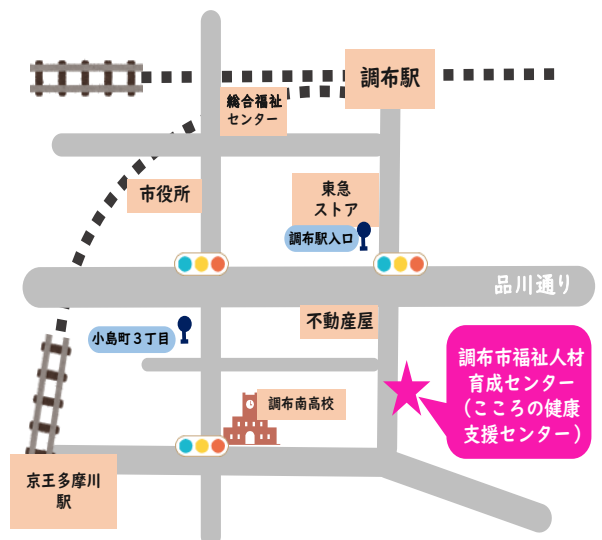 調布駅
総合福祉
センター
市役所
東急
ストア
調布駅入口
品川通り
不動産屋
小島町３丁目
調布市福祉人材
育成センター
（こころの健康
支援センター）
調布南高校
京王多摩川
駅